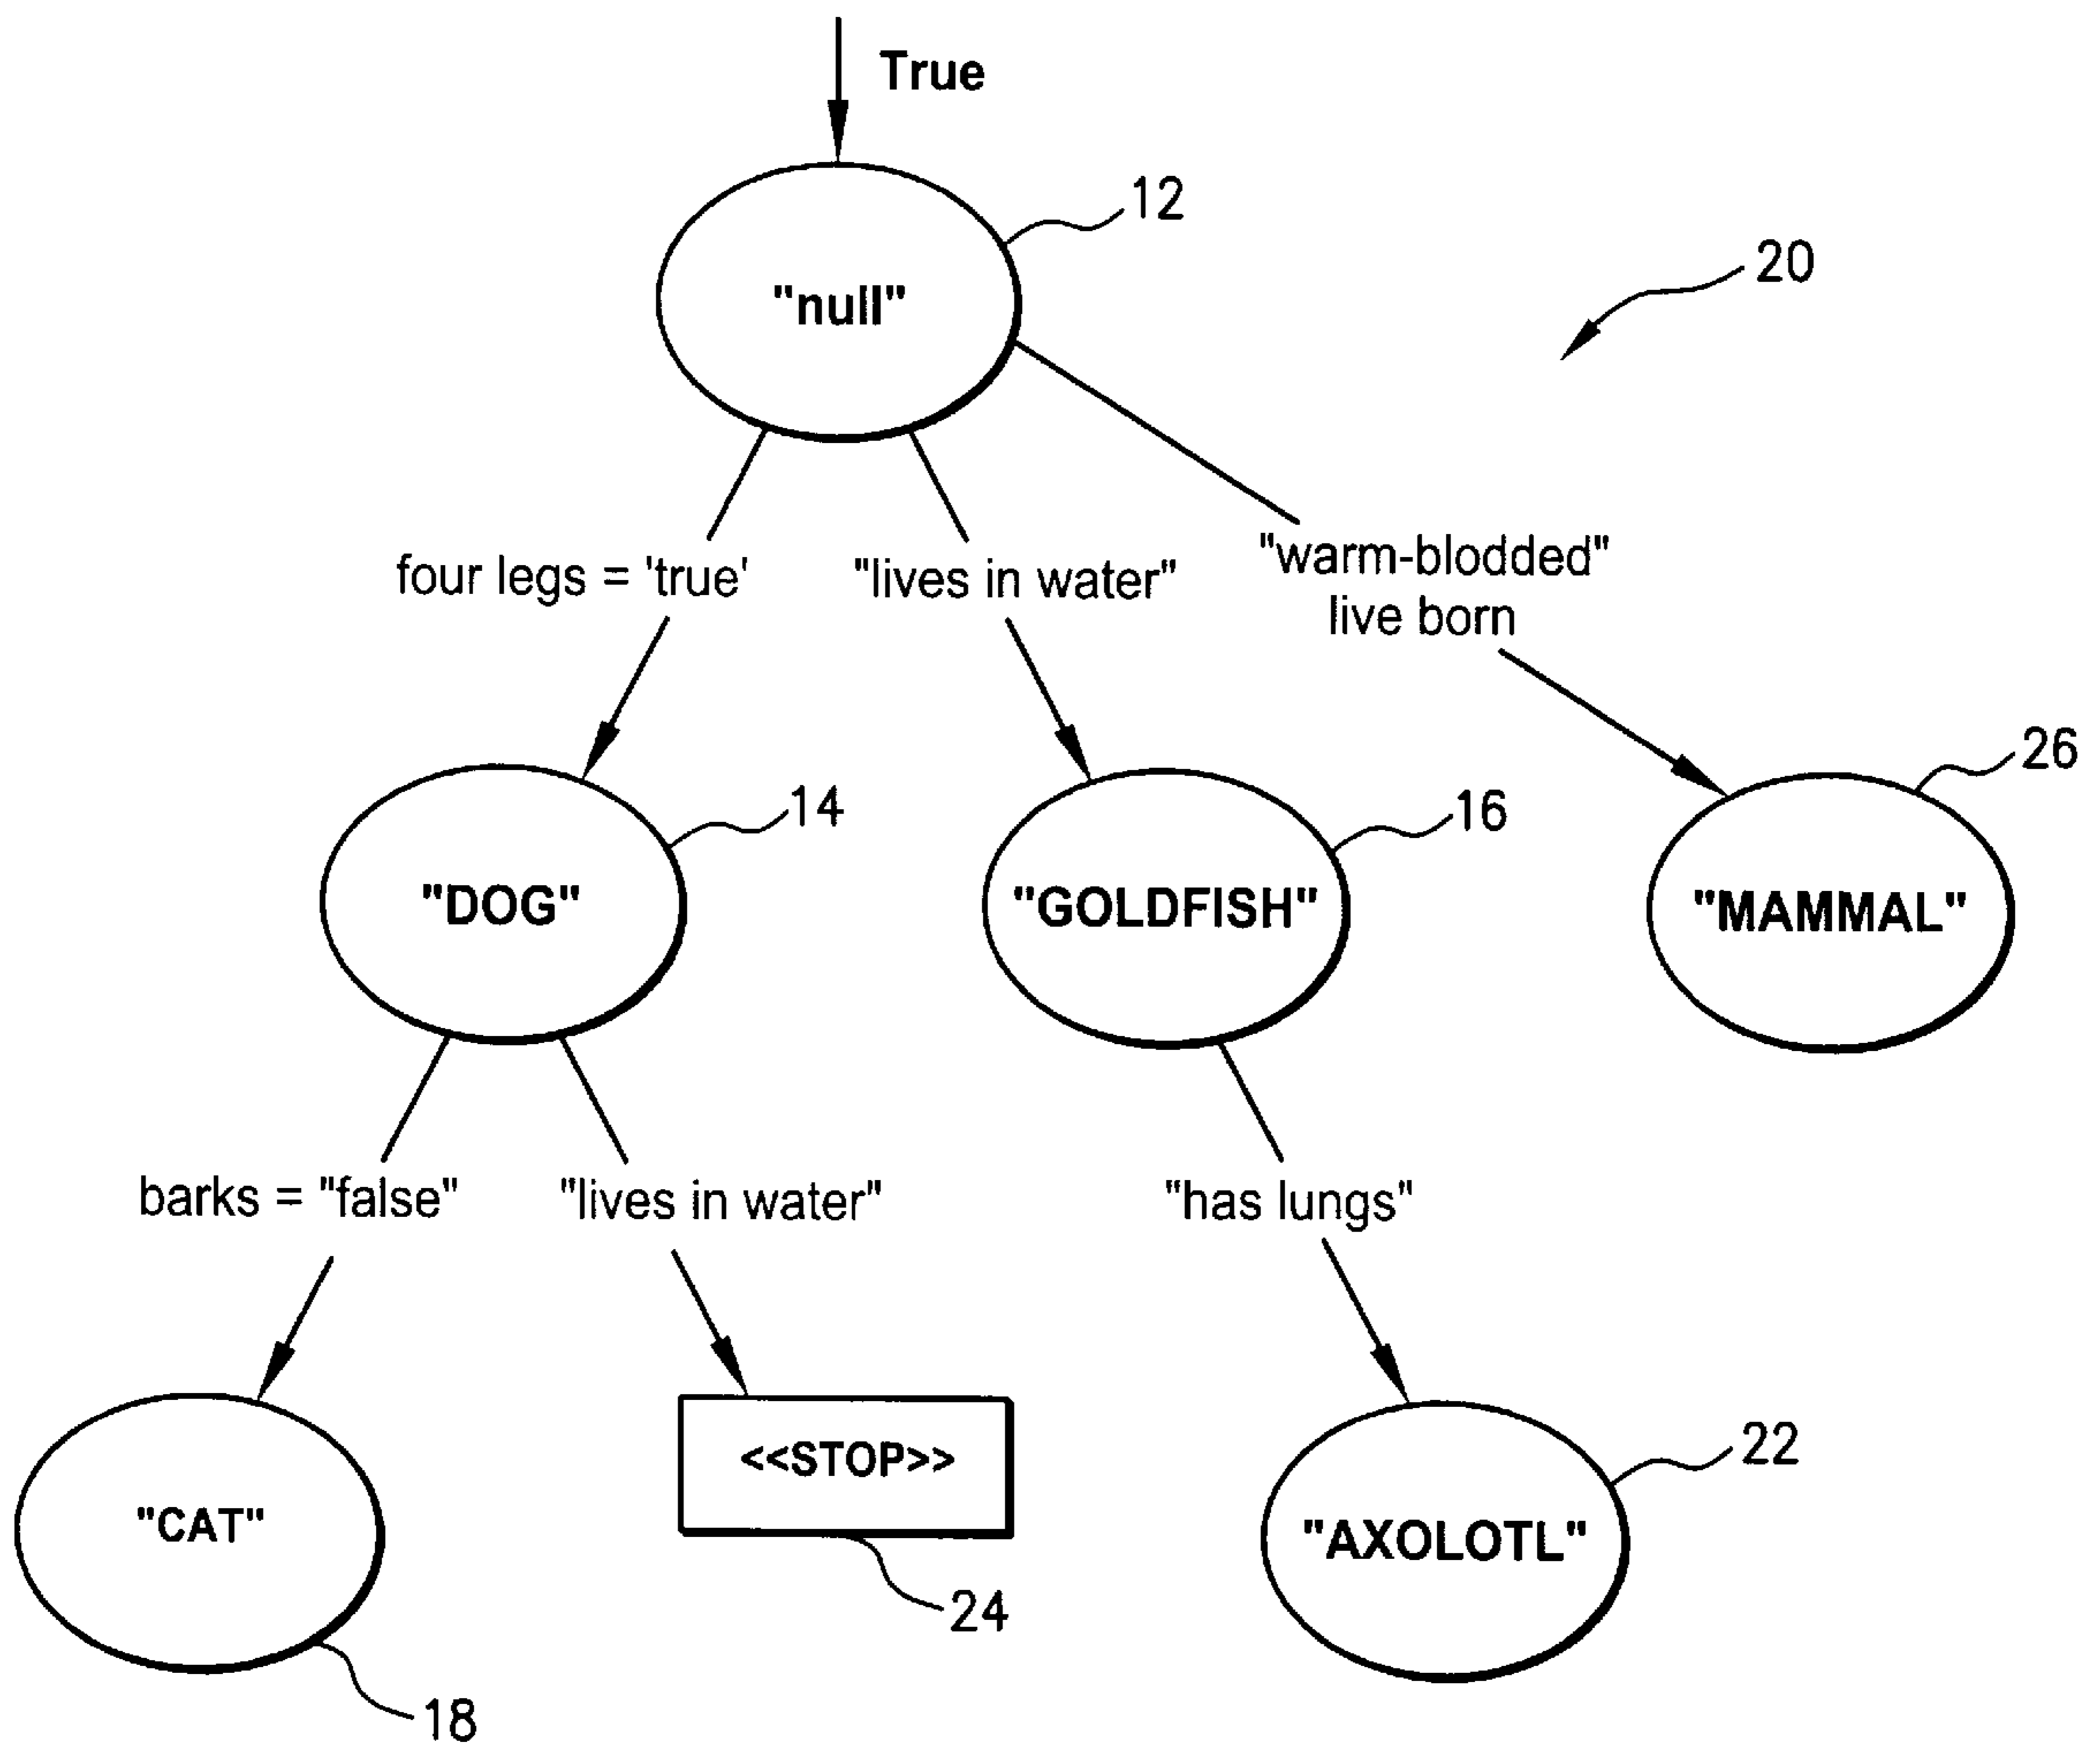 True
12
"null"
20
four legs = 'true'
"lives in water"
"warm-blodded"
live born
14
16
26
"DOG"
"GOLDFISH"
"MAMMAL"
barks = "false"
"lives in water"
"has lungs"
"CAT"
<<STOP>>
"AXOLOTL"
22
24
18